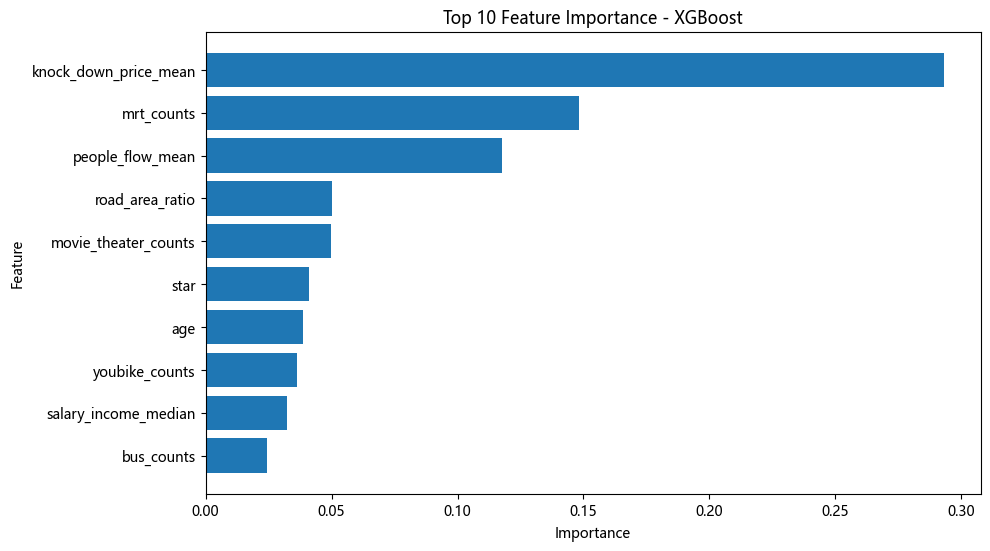 Top 10 Feature Importance - XGBoost
Feature
knock_down_price_mean
mrt_counts
people_flow_mean
road_area_ratio
movie_theater_counts
star
age
youbike_counts
salary_income_median
bus_counts
0.00 0.05 0.10 0.15 0.20 0.25 0.30
Importance